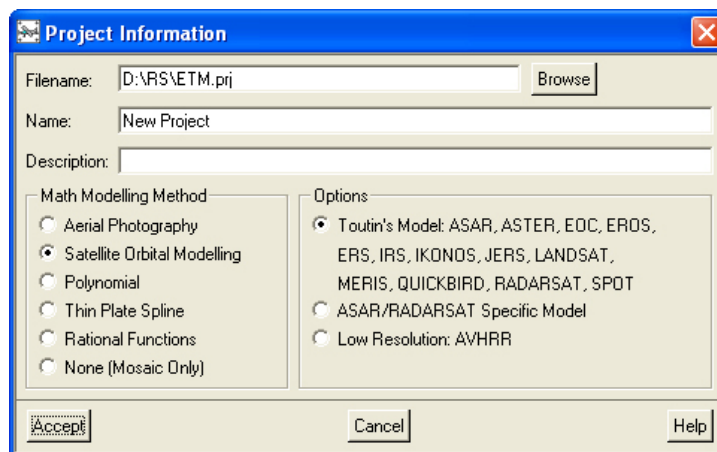 Project Information
Filename: D:\RS\ETM.prj Browse
Name: New Project
Description:
Math Modelling Method
Aerial Photography
Satellite Orbital Modelling
Polynomial
Thin Plate Spline
Rational Functions
None (Mosaic Only)
Options
Toutin's Model: ASAR, ASTER, EOC, EROS,
ERS, IRS, IKONOS, JERS, LANDSAT,
MERIS, QUICKBIRD, RADARSAT, SPOT
ASAR/RADARSAT Specific Model
Low Resolution: AVHRR
Accept Cancel Help